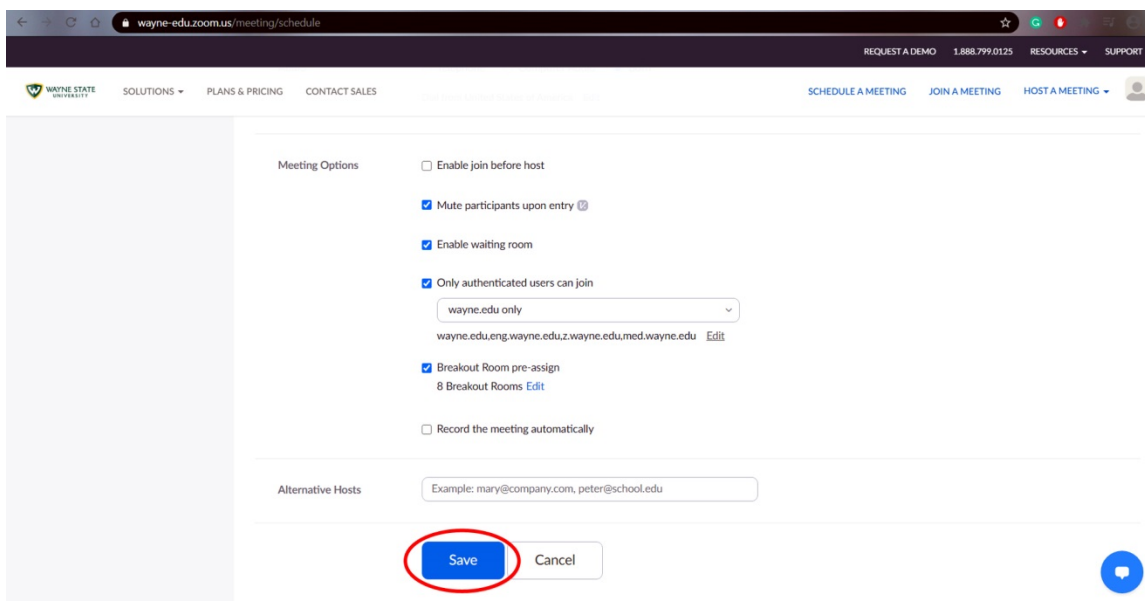 wayne-edu.zoom.us/meeting/schedule
REQUEST A DEMO 1.888.799.0125 RESOURCES SUPPORT
WAYNE STATE
UNIVERSITY
SOLUTIONS PLANS & PRICING CONTACT SALES SCHEDULE A MEETING JOIN A MEETING HOST A MEETING
Meeting Options
Enable join before host
Mute participants upon entry
Enable waiting room
Only authenticated users can join
wayne.edu only
wayne.edu,eng.wayne.edu,z.wayne.edu,med.wayne.edu Edit
Breakout Room pre-assign
8 Breakout Rooms Edit
Record the meeting automatically
Alternative Hosts
Example: mary@company.com, peter@school.edu
Save Cancel